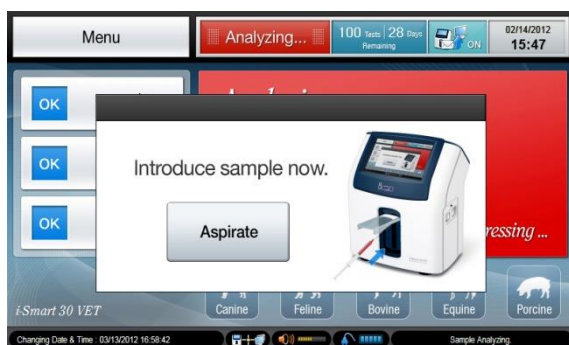 Menu
Analyzing...
100 Tests 28 Days
Remaining
ON
02/14/2012
15:47
OK
OK
OK
Introduce sample now.
Aspirate
ressing ...
i-Smart 30 VET
Canine
Feline
Bovine
Equine
Porcine
Changing Date & Time : 03/13/2012 16:58:42
Sample Analyzing.